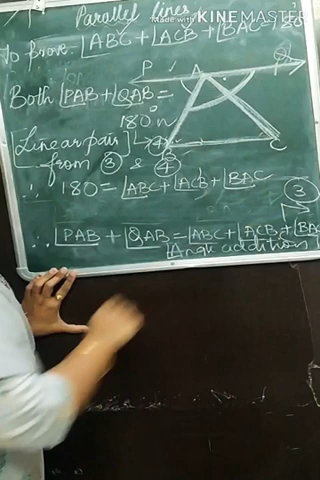 Parallel lines
Made with KINEMASTER
To prove ∠ABC + ∠ACB + ∠BAC = 180
P A Q
Both ∠PAB + ∠QAB =
180°
[Linear pair] → ④
B C
from ③ & ④
∴ 180 = ∠ABC + ∠ACB + ∠BAC
③
∴ ∠PAB + ∠QAB = ∠ABC + ∠ACB + ∠BAC
[Angle addition]